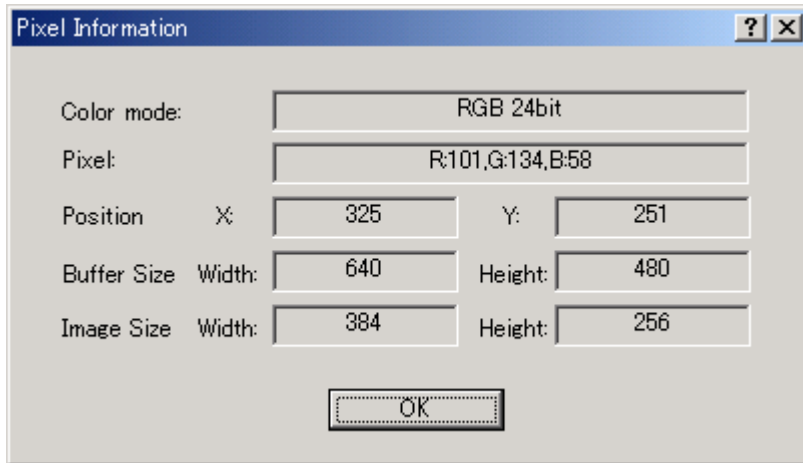 Pixel Information
Color mode: RGB 24bit
Pixel: R:101,G:134,B:58
Position X: 325 Y: 251
Buffer Size Width: 640 Height: 480
Image Size Width: 384 Height: 256
OK